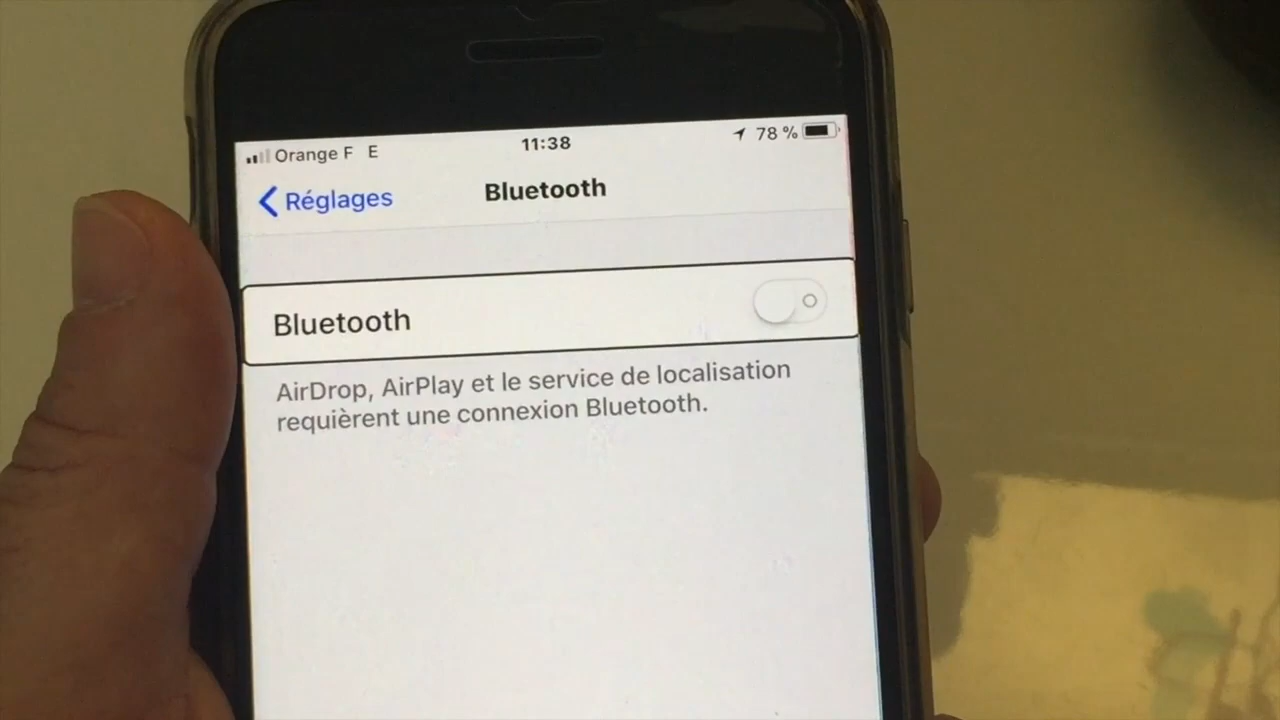 Orange F E 11:38 78 %
Réglages Bluetooth
Bluetooth
AirDrop, AirPlay et le service de localisation
requièrent une connexion Bluetooth.